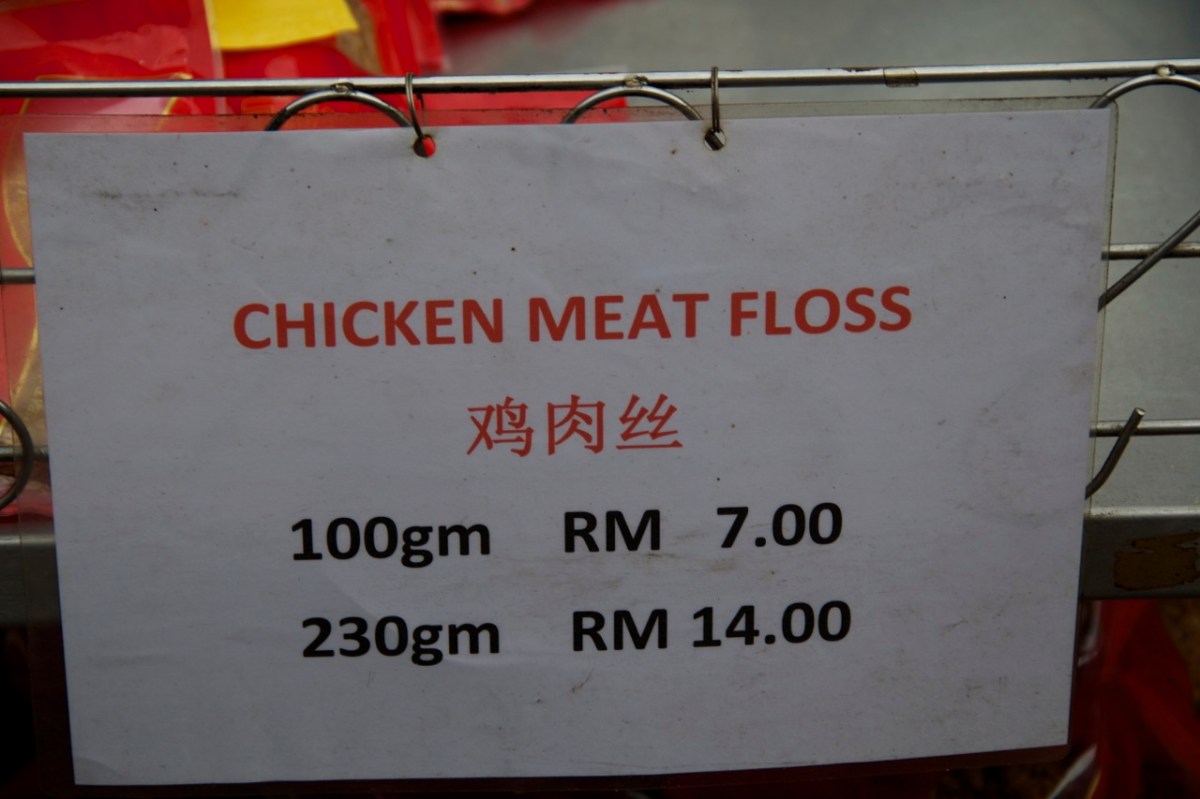 CHICKEN MEAT FLOSS
鸡肉丝
100gm RM 7.00
230gm RM 14.00